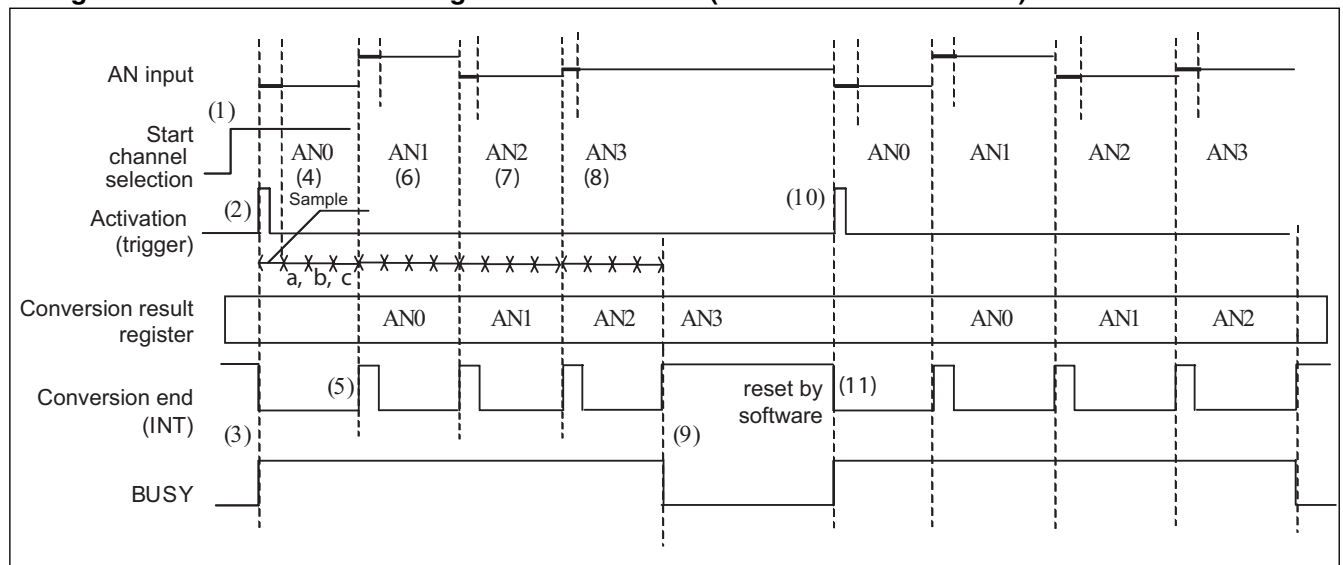 AN input
(1)
Start
channel
selection
AN0 AN1 AN2 AN3 AN0 AN1 AN2 AN3
(4) (6) (7) (8)
(2) Sample (10)
Activation
(trigger)
a, b, c
Conversion result
register
AN0 AN1 AN2 AN3 AN0 AN1 AN2
(5) reset by (11)
software
Conversion end
(INT)
(3) (9)
BUSY